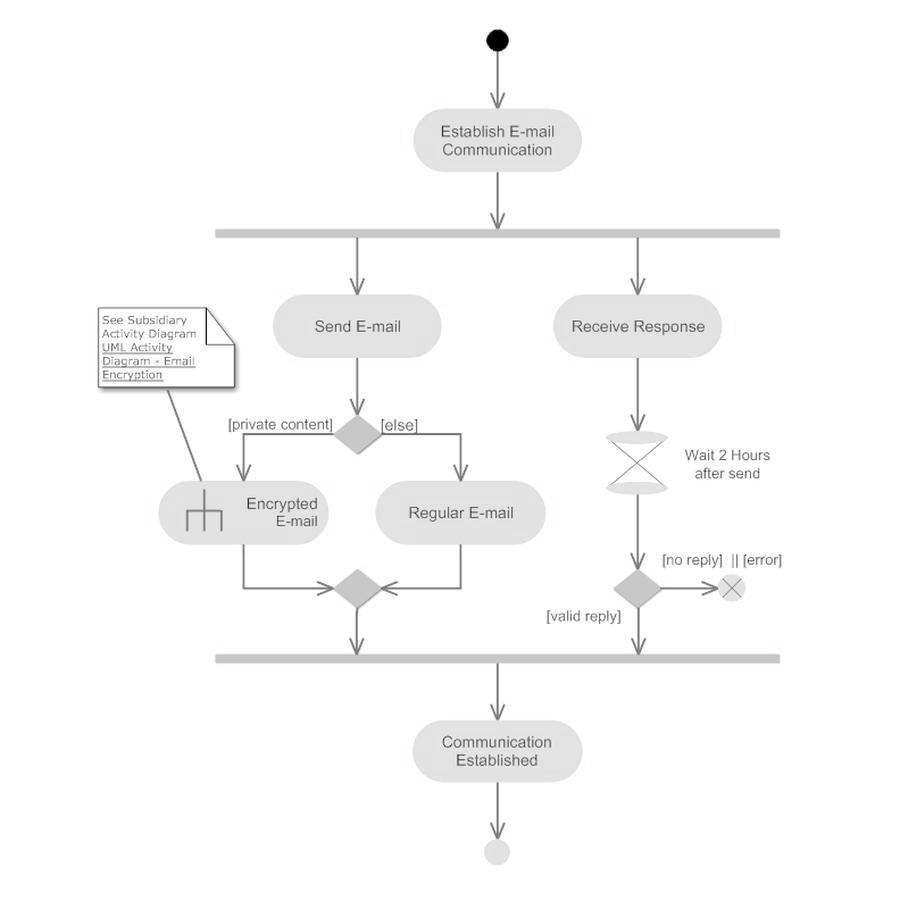 Establish E-mail
Communication
Send E-mail
Receive Response
See Subsidiary
Activity Diagram
UML Activity
Diagram - Email
Encryption
[private content]
[else]
Wait 2 Hours
after send
Encrypted
E-mail
Regular E-mail
[no reply] || [error]
[valid reply]
Communication
Established